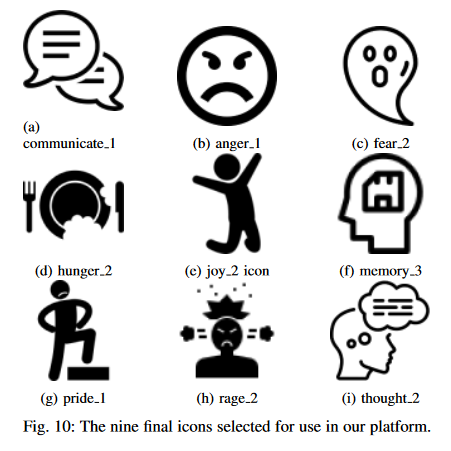 (a)
communicate_1
(b) anger_1
(c) fear_2
(d) hunger_2
(e) joy_2 icon
(f) memory_3
(g) pride_1
(h) rage_2
(i) thought_2
Fig. 10: The nine final icons selected for use in our platform.